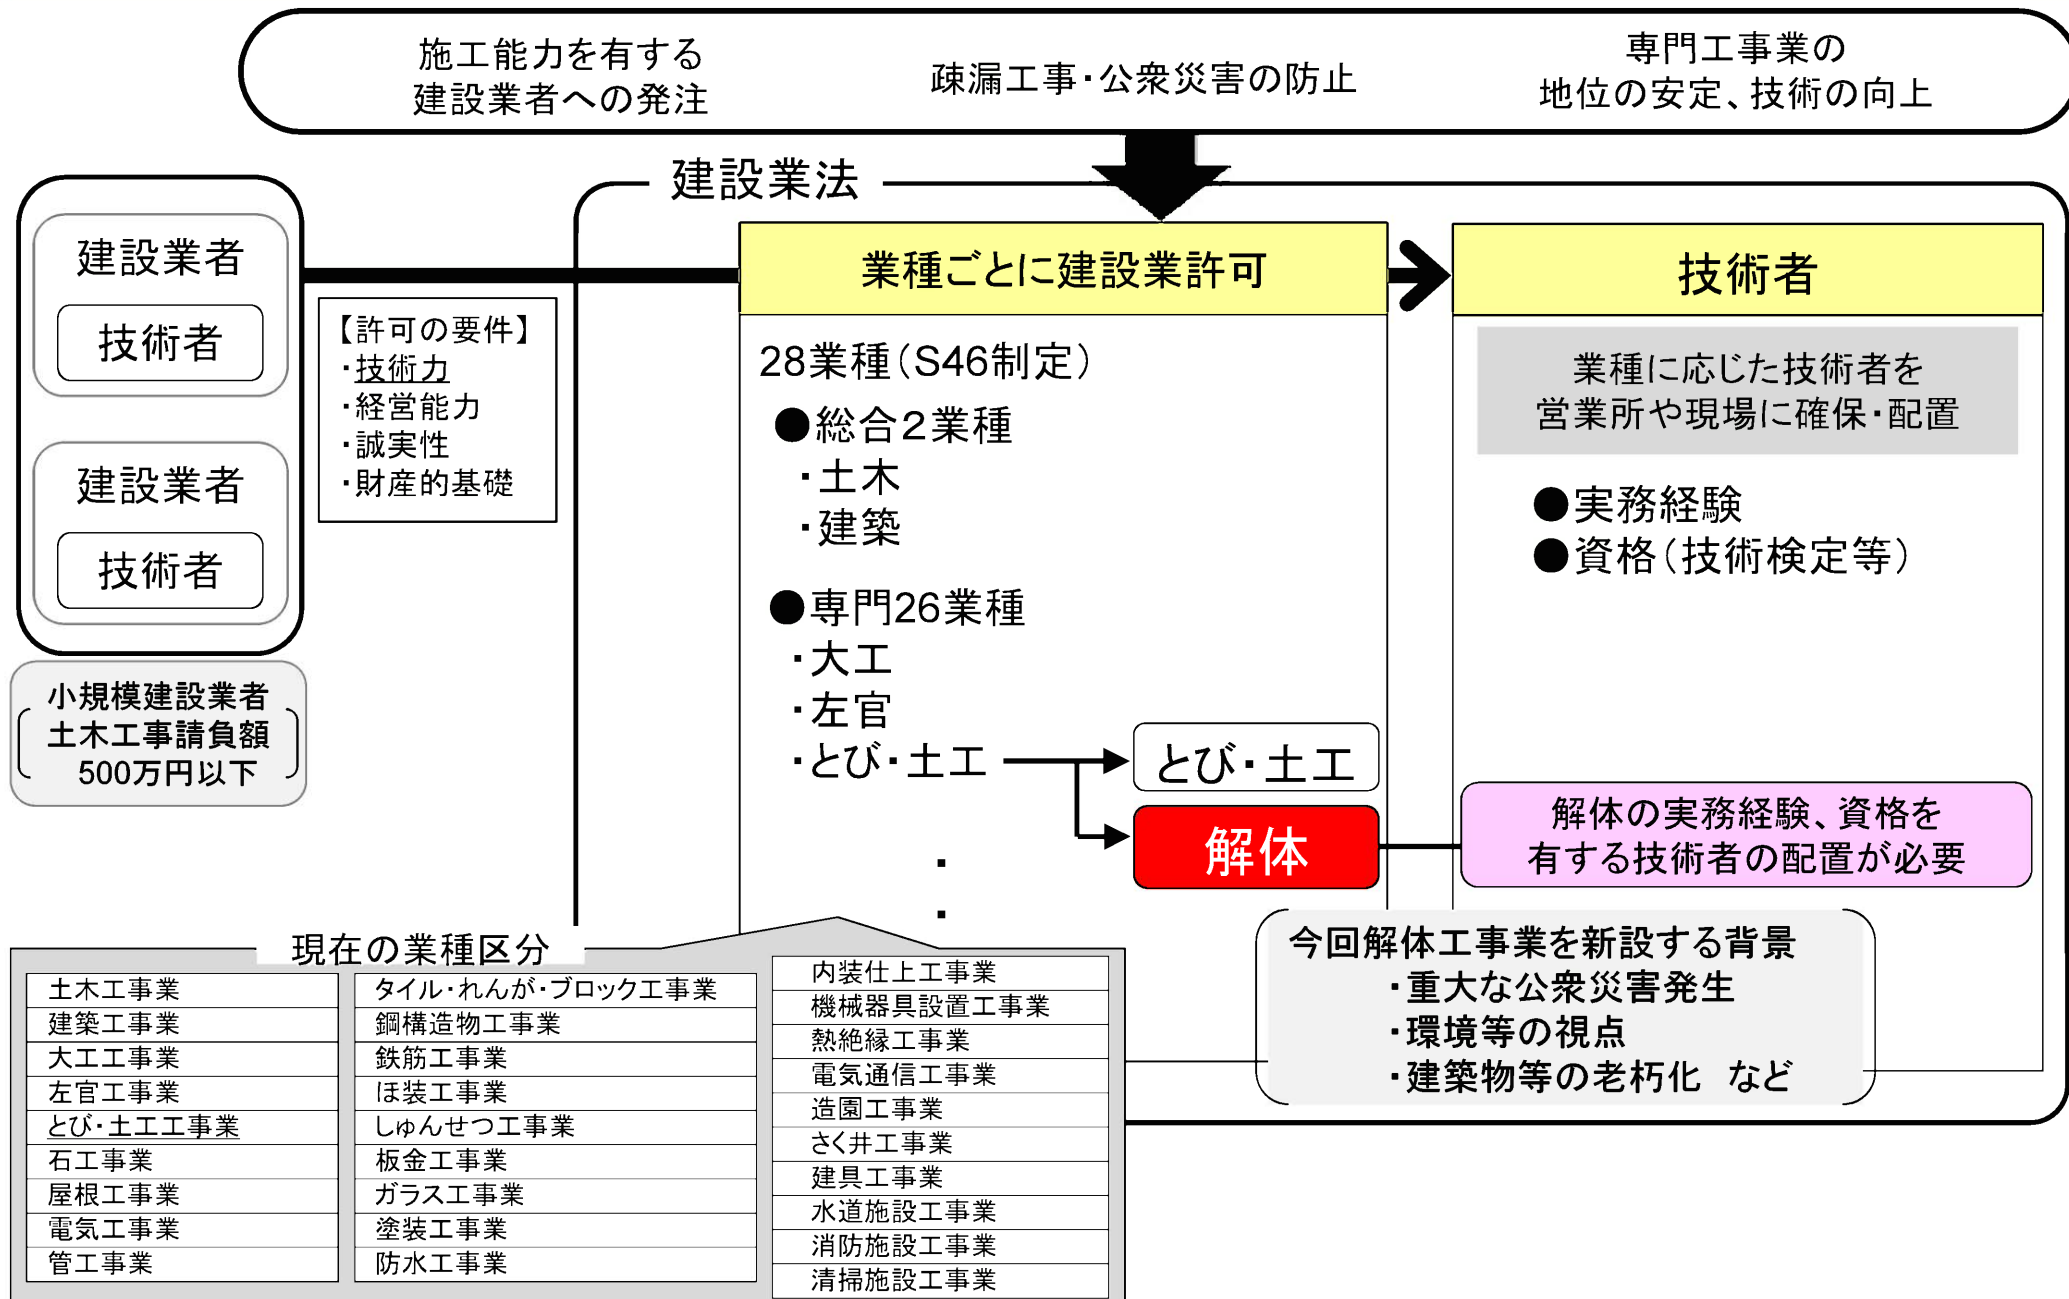 施工能力を有する
建設業者への発注
疎漏工事・公衆災害の防止
専門工事業の
地位の安定、技術の向上
建設業法
建設業者
技術者
建設業者
技術者
小規模建設業者
土木工事請負額
500万円以下
【許可の要件】
・技術力
・経営能力
・誠実性
・財産的基礎
業種ごとに建設業許可
28業種(S46制定)
●総合2業種
・土木
・建築
●専門26業種
・大工
・左官
・とび・土工
とび・土工
解体
・
・
技術者
業種に応じた技術者を
営業所や現場に確保・配置
●実務経験
●資格(技術検定等)
解体の実務経験、資格を
有する技術者の配置が必要
今回解体工事業を新設する背景
・重大な公衆災害発生
・環境等の視点
・建築物等の老朽化 など
現在の業種区分
土木工事業
建築工事業
大工工事業
左官工事業
とび・土工工事業
石工事業
屋根工事業
電気工事業
管工事業
タイル・れんが・ブロック工事業
鋼構造物工事業
鉄筋工事業
ほ装工事業
しゅんせつ工事業
板金工事業
ガラス工事業
塗装工事業
防水工事業
内装仕上工事業
機械器具設置工事業
熱絶縁工事業
電気通信工事業
造園工事業
さく井工事業
建具工事業
水道施設工事業
消防施設工事業
清掃施設工事業